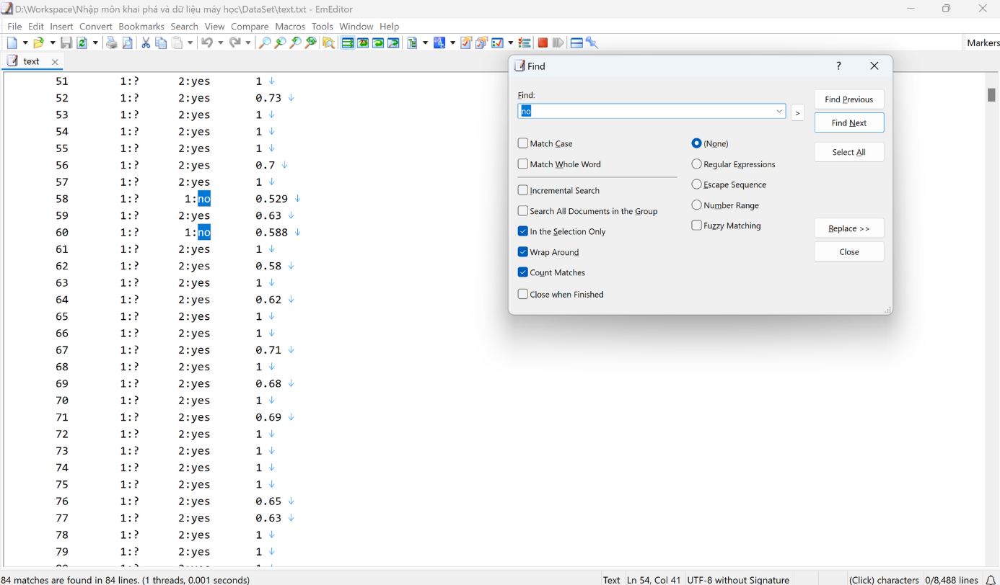 D:\Workspace\Nhập môn khai phá và dữ liệu máy học\DataSet\text.txt - EmEditor
File Edit Insert Convert Bookmarks Search View Compare Macros Tools Window Help
Markers
text
51 1:? 2:yes 1 ↓
52 1:? 2:yes 0.73 ↓
53 1:? 2:yes 1 ↓
54 1:? 2:yes 1 ↓
55 1:? 2:yes 1 ↓
56 1:? 2:yes 0.7 ↓
57 1:? 2:yes 1 ↓
58 1:? 1:no 0.529 ↓
59 1:? 2:yes 0.63 ↓
60 1:? 1:no 0.588 ↓
61 1:? 2:yes 1 ↓
62 1:? 2:yes 0.58 ↓
63 1:? 2:yes 1 ↓
64 1:? 2:yes 0.62 ↓
65 1:? 2:yes 1 ↓
66 1:? 2:yes 1 ↓
67 1:? 2:yes 0.71 ↓
68 1:? 2:yes 1 ↓
69 1:? 2:yes 0.68 ↓
70 1:? 2:yes 1 ↓
71 1:? 2:yes 0.69 ↓
72 1:? 2:yes 1 ↓
73 1:? 2:yes 1 ↓
74 1:? 2:yes 1 ↓
75 1:? 2:yes 1 ↓
76 1:? 2:yes 0.65 ↓
77 1:? 2:yes 0.63 ↓
78 1:? 2:yes 1 ↓
79 1:? 2:yes 1 ↓
Find
?
Find:
no
>
Find Previous
Find Next
Select All
Replace >>
Close
Match Case
Match Whole Word
Incremental Search
Search All Documents in the Group
In the Selection Only
Wrap Around
Count Matches
Close when Finished
(None)
Regular Expressions
Escape Sequence
Number Range
Fuzzy Matching
84 matches are found in 84 lines. (1 threads, 0.001 seconds)
Text Ln 54, Col 41 UTF-8 without Signature (Click) characters 0/8,488 lines